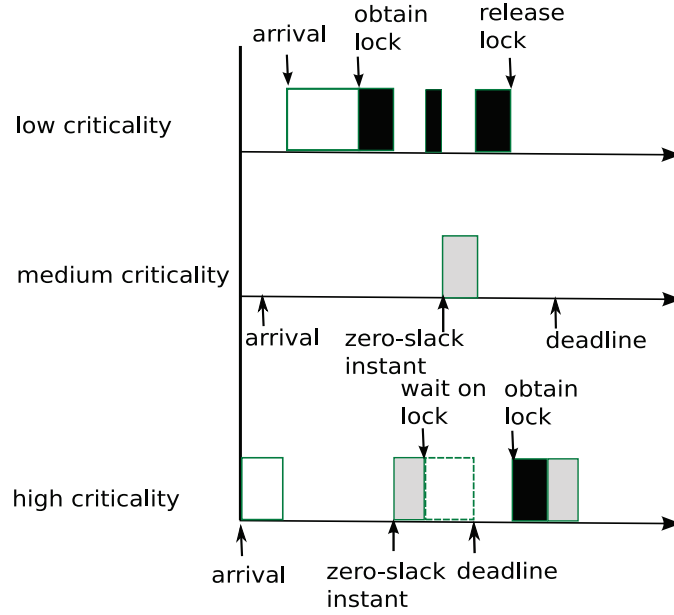 arrival
obtain
lock
release
lock
low criticality
medium criticality
arrival
zero-slack
instant
deadline
wait on
lock
obtain
lock
high criticality
arrival
zero-slack
instant
deadline